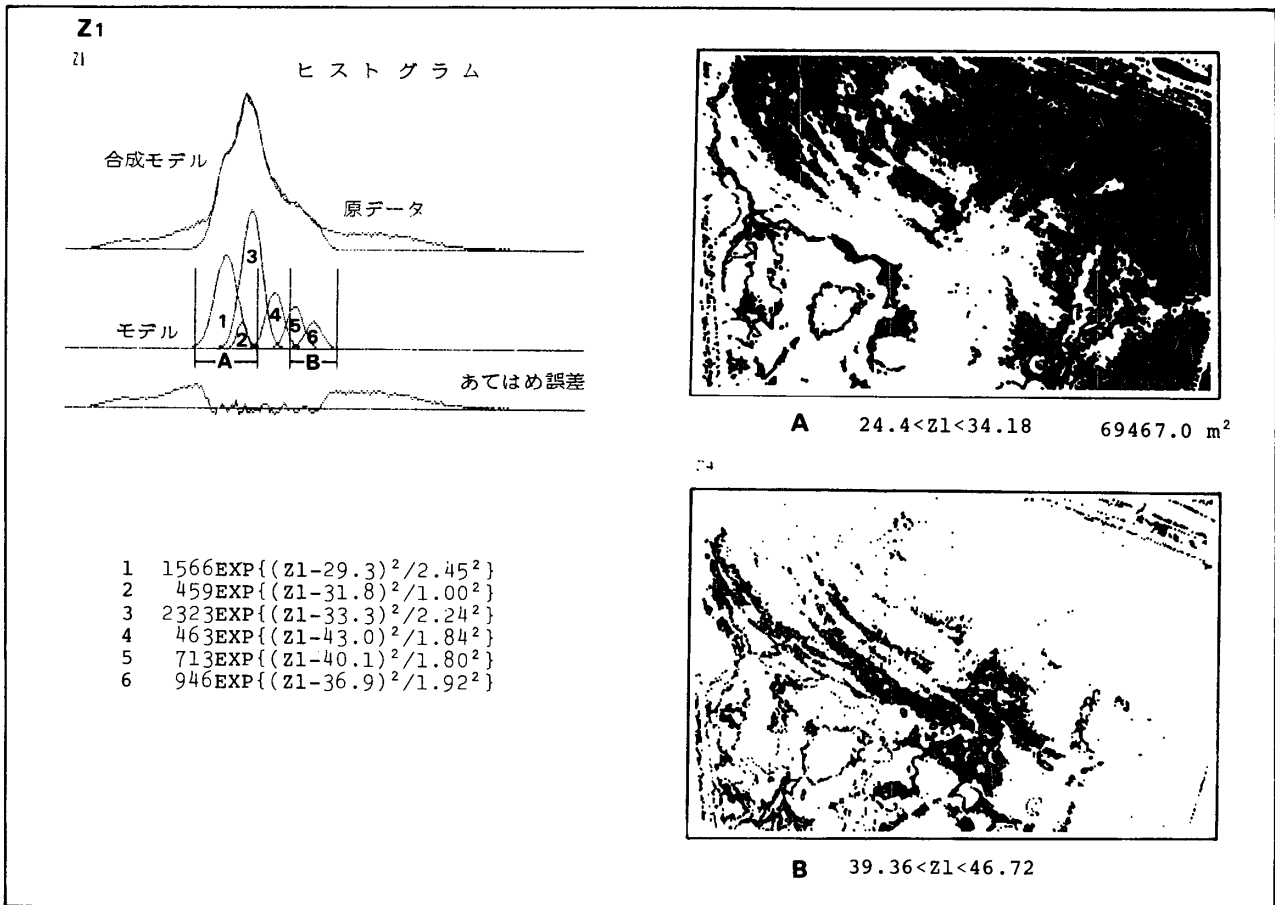 Z1
Z1
ヒストグラム
合成モデル
原データ
3
1
2
4
5
6
モデル
A
B
あてはめ誤差
1 1566EXP{(Z1-29.3)²/2.45²}
2 459EXP{(Z1-31.8)²/1.00²}
3 2323EXP{(Z1-33.3)²/2.24²}
4 463EXP{(Z1-43.0)²/1.84²}
5 713EXP{(Z1-40.1)²/1.80²}
6 946EXP{(Z1-36.9)²/1.92²}
A 24.4<Z1<34.18 69467.0 m²
B 39.36<Z1<46.72